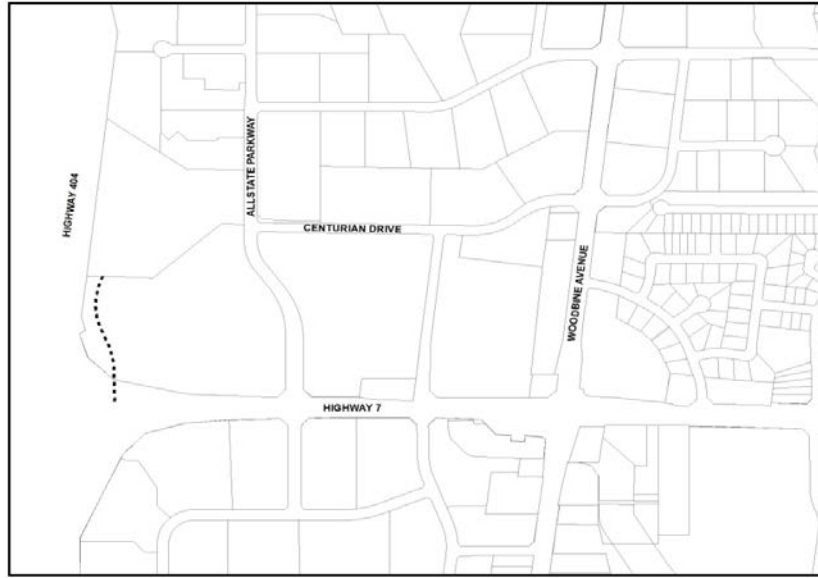 ALLSTATE PARKWAY
HIGHWAY 404
CENTURIAN DRIVE
WOODBINE AVENUE
HIGHWAY 7